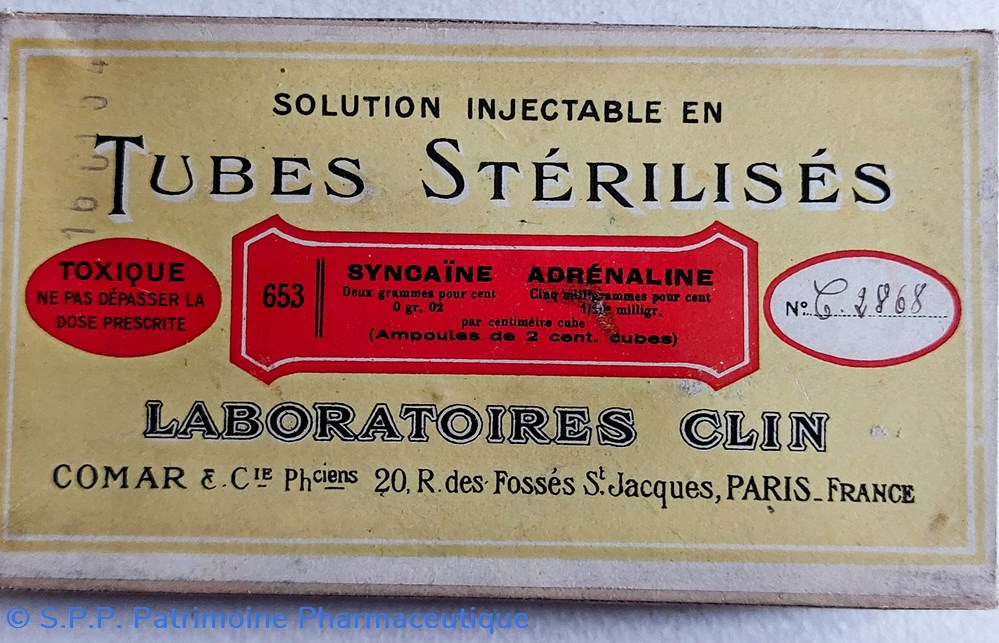 SOLUTION INJECTABLE EN
TUBES STÉRILISÉS
TOXIQUE
NE PAS DÉPASSER LA
DOSE PRESCRITE
653
SYNCAÏNE ADRÉNALINE
Deux grammes pour cent Cinq milligrammes pour cent
0 gr. 02 milligr.
par centimètre cube
(Ampoules de 2 cent. cubes)
No. C. 2868
LABORATOIRES CLIN
COMAR & CIE Phciens 20, R. des Fossés St Jacques, PARIS_FRANCE
© S.P.P. Patrimoine Pharmaceutique